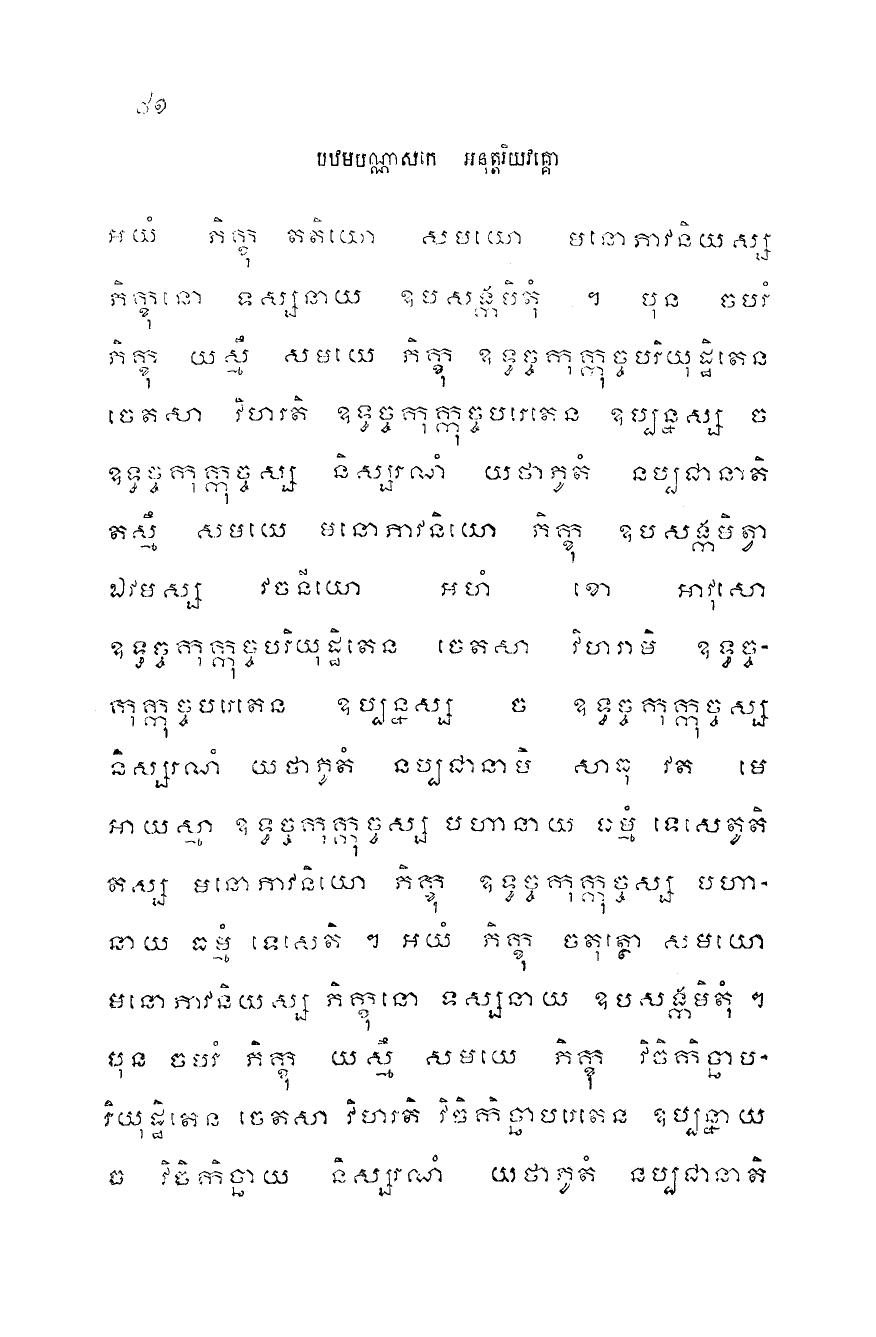 ៩១
បឋមបណ្ណាសកេ អនុត្តរិយវគ្គោ
អយំ ភិក្ខុ តតិយោ សមយោ មនោភាវនិយស្ស
ភិក្ខុនោ ទស្សនាយ ឧបសង្កមិតុំ ។ បុន ចបរំ
ភិក្ខុ យស្មឹ សមយេ ភិក្ខុ ឧទ្ធច្ចកុក្កុច្ចបរិយុដ្ឋិតេន
ចេតសា វិហរតិ ឧទ្ធច្ចកុក្កុច្ចបរេតេន ឧប្បន្នស្ស ច
ឧទ្ធច្ចកុក្កុច្ចស្ស និស្សរណំ យថាភូតំ នប្បជានាតិ
តស្មឹ សមយេ មនោភាវនិយោ ភិក្ខុ ឧបសង្កមិត្វា
ឯវមស្ស វចនីយោ អហំ ខោ អាវុសោ
ឧទ្ធច្ចកុក្កុច្ចបរិយុដ្ឋិតេន ចេតសា វិហរាមិ ឧទ្ធច្ច-
កុក្កុច្ចបរេតេន ឧប្បន្នស្ស ច ឧទ្ធច្ចកុក្កុច្ចស្ស
និស្សរណំ យថាភូតំ នប្បជានាមិ សាធុ វត មេ
អាយស្មា ឧទ្ធច្ចកុក្កុច្ចស្ស បហានាយ ធម្មំ ទេសេតូតិ
តស្ស មនោភាវនិយោ ភិក្ខុ ឧទ្ធច្ចកុក្កុច្ចស្ស បហា-
នាយ ធម្មំ ទេសេតិ ។ អយំ ភិក្ខុ ចតុត្ថោ សមយោ
មនោភាវនិយស្ស ភិក្ខុនោ ទស្សនាយ ឧបសង្កមិតុំ ។
បុន ចបរំ ភិក្ខុ យស្មឹ សមយេ ភិក្ខុ វិចិកិច្ឆាប-
រិយុដ្ឋិតេន ចេតសា វិហរតិ វិចិកិច្ឆាបរេតេន ឧប្បន្នាយ
ច វិចិកិច្ឆាយ និស្សរណំ យថាភូតំ នប្បជានាតិ